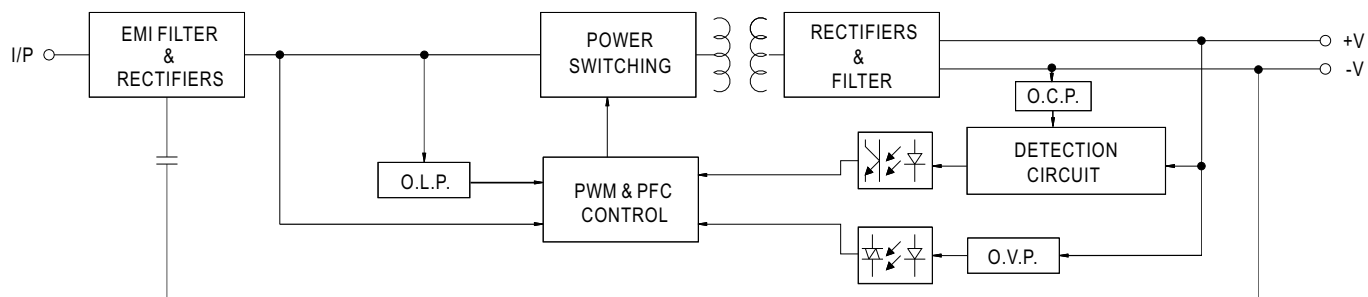 I/P
EMI FILTER
&
RECTIFIERS
POWER
SWITCHING
RECTIFIERS
&
FILTER
+V
-V
O.C.P.
DETECTION
CIRCUIT
O.L.P.
PWM & PFC
CONTROL
O.V.P.